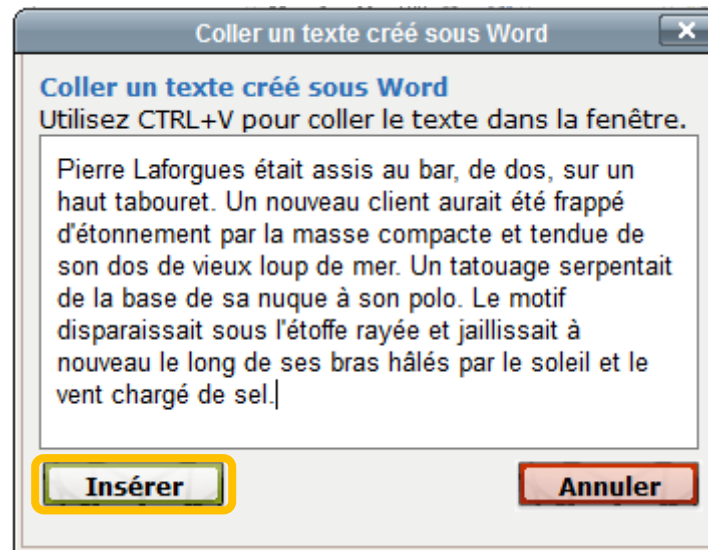 Coller un texte créé sous Word
Coller un texte créé sous Word
Utilisez CTRL+V pour coller le texte dans la fenêtre.
Pierre Laforgues était assis au bar, de dos, sur un
haut tabouret. Un nouveau client aurait été frappé
d'étonnement par la masse compacte et tendue de
son dos de vieux loup de mer. Un tatouage serpentait
de la base de sa nuque à son polo. Le motif
disparaissait sous l'étoffe rayée et jaillissait à
nouveau le long de ses bras hâlés par le soleil et le
vent chargé de sel.
Insérer
Annuler